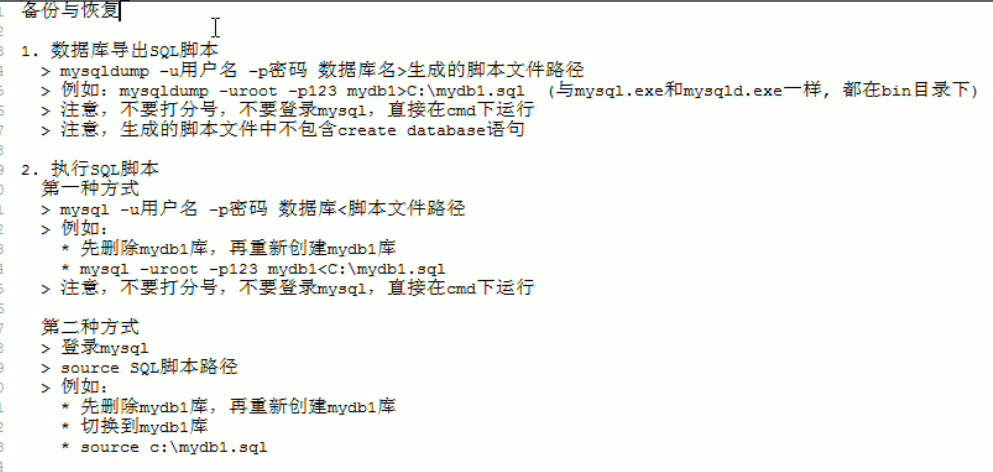 备份与恢复
1. 数据库导出SQL脚本
> mysqldump -u用户名 -p密码 数据库名>生成的脚本文件路径
> 例如：mysqldump -uroot -p123 mydb1>C:\mydb1.sql （与mysql.exe和mysqld.exe一样, 都在bin目录下）
> 注意，不要打分号，不要登录mysql，直接在cmd下运行
> 注意，生成的脚本文件中不包含create database语句
2. 执行SQL脚本
第一种方式
> mysql -u用户名 -p密码 数据库<脚本文件路径
> 例如：
* 先删除mydb1库，再重新创建mydb1库
* mysql -uroot -p123 mydb1<C:\mydb1.sql
> 注意，不要打分号，不要登录mysql，直接在cmd下运行
第二种方式
> 登录mysql
> source SQL脚本路径
> 例如：
* 先删除mydb1库，再重新创建mydb1库
* 切换到mydb1库
* source c:\mydb1.sql